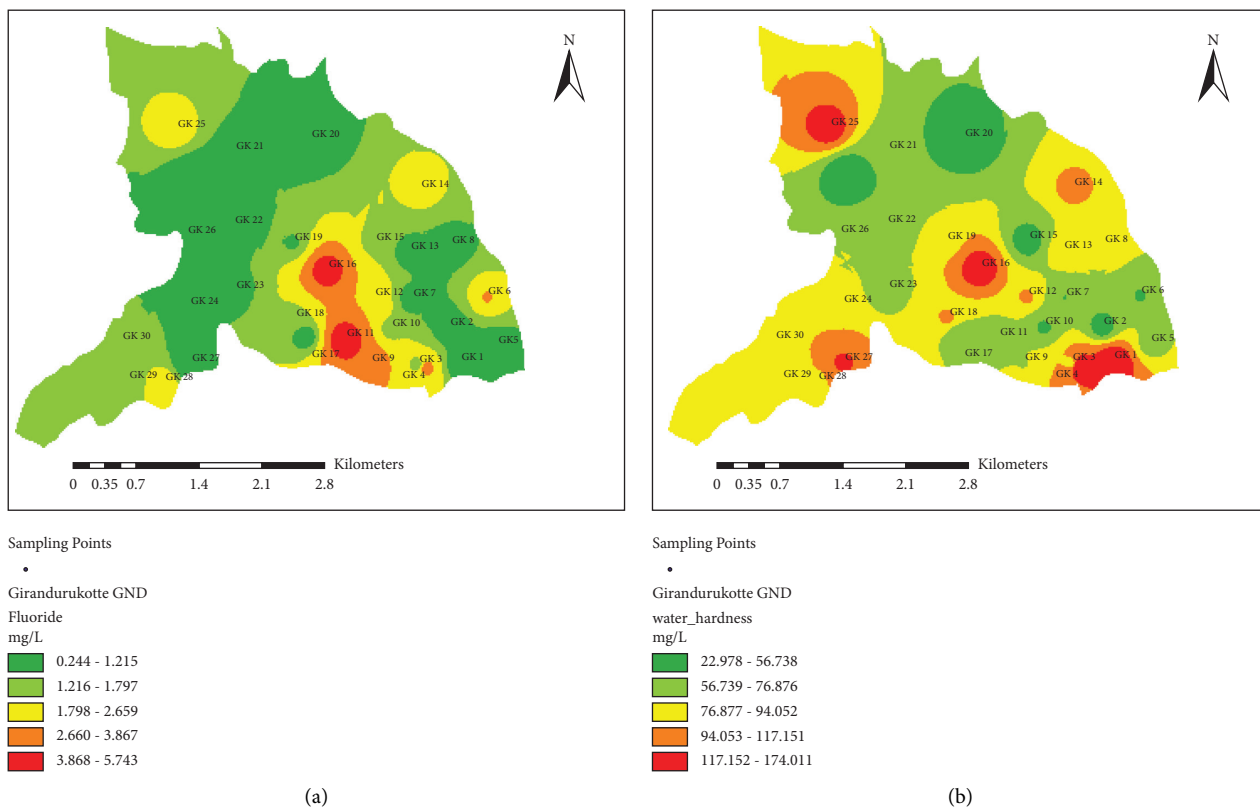 N
GK 25
GK 20
GK 21
GK 14
GK 22
GK 26
GK 19
GK 15
GK 13
GK 8
GK 16
GK 23
GK 12
GK 7
GK 6
GK 24
GK 18
GK 10
GK 2
GK 30
GK 11
GK5
GK 17
GK 9
GK 3
GK 1
GK 27
GK 4
GK 29
GK 28
Kilometers
0 0.35 0.7 1.4 2.1 2.8
Sampling Points
Girandurukotte GND
Fluoride
mg/L
0.244 - 1.215
1.216 - 1.797
1.798 - 2.659
2.660 - 3.867
3.868 - 5.743
(a)
N
GK 25
GK 20
GK 21
GK 14
GK 22
GK 26
GK 19
GK 15
GK 8
GK 13
GK 16
GK 23
GK 12
GK 7
GK 6
GK 24
GK 18
GK 10
GK 2
GK 30
GK 11
GK 5
GK 17
GK 9
GK 3
GK 1
GK 27
GK 4
GK 29
GK 28
Kilometers
0 0.35 0.7 1.4 2.1 2.8
Sampling Points
Girandurukotte GND
water_hardness
mg/L
22.978 - 56.738
56.739 - 76.876
76.877 - 94.052
94.053 - 117.151
117.152 - 174.011
(b)